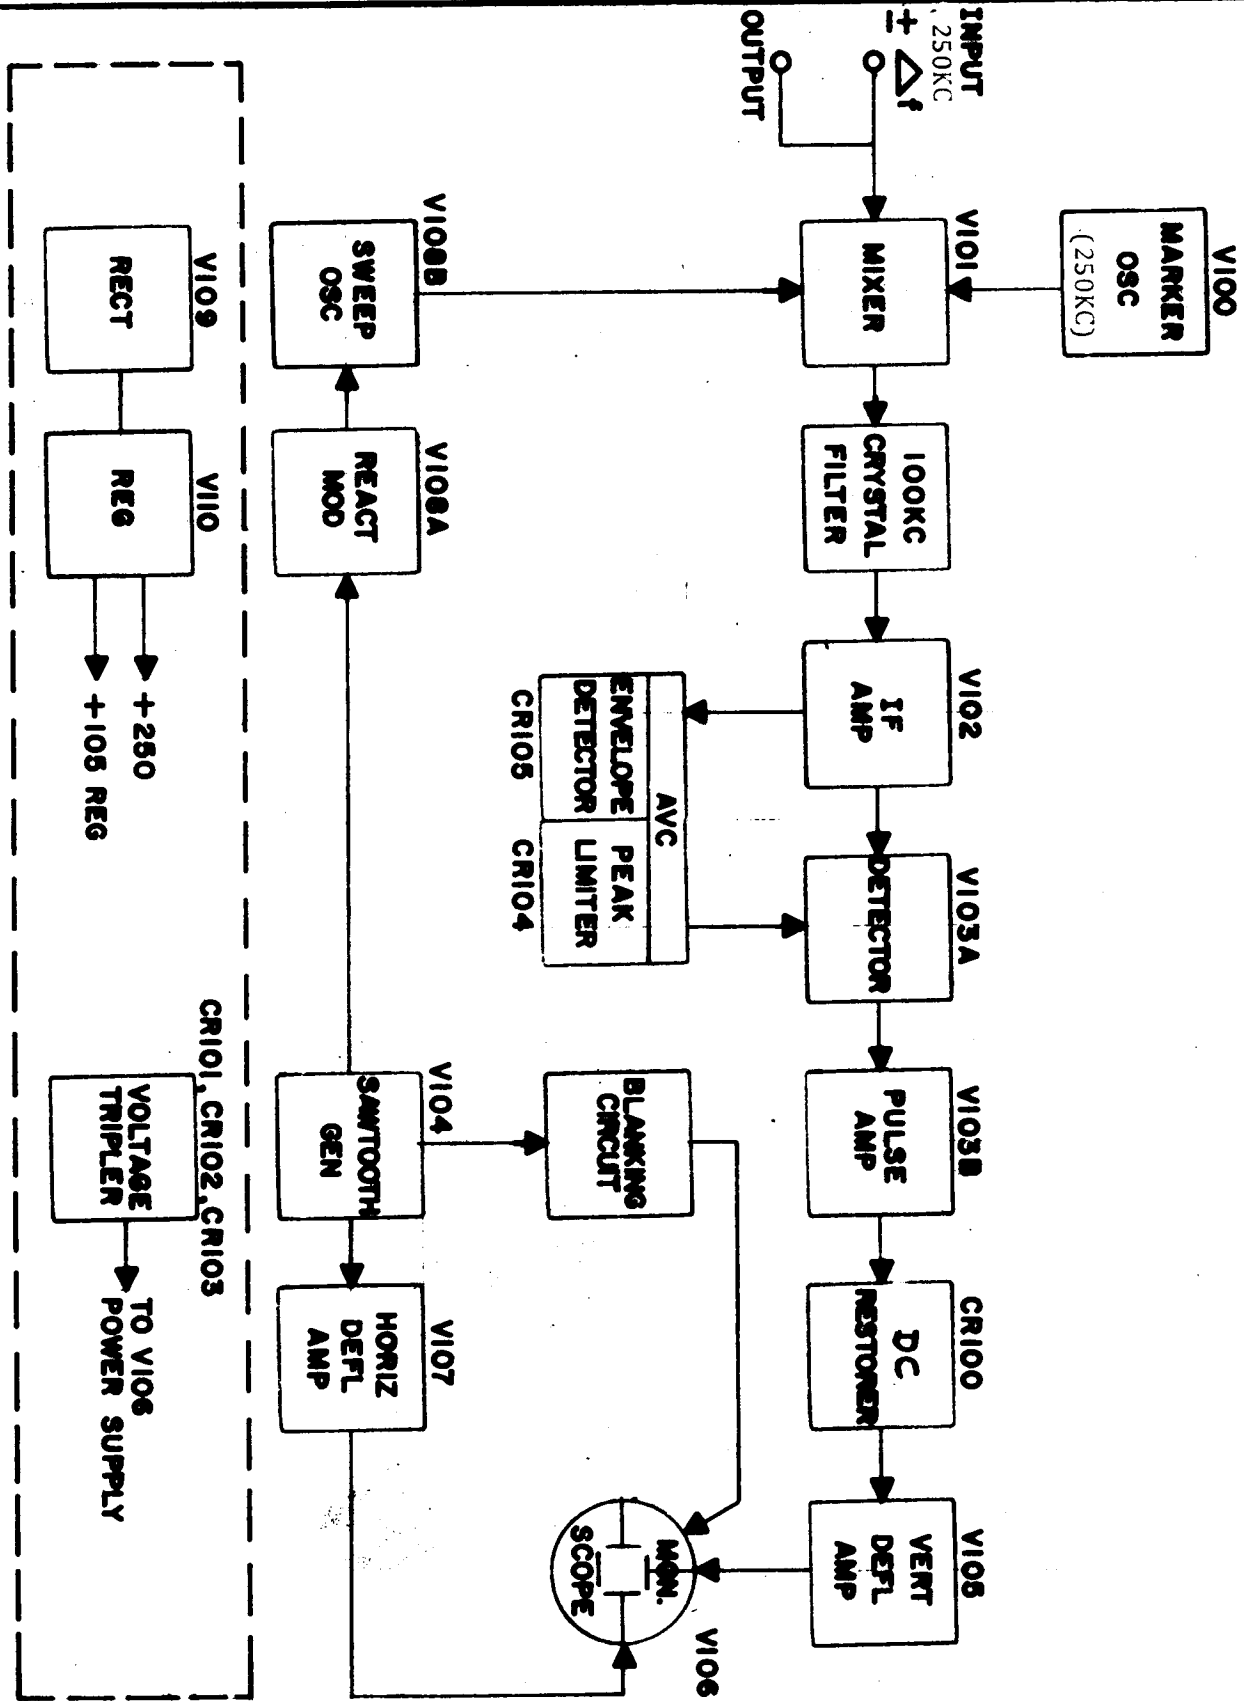 V100
MARKER
OSC
(250KC)
INPUT
250KC
± Δf
OUTPUT
V101
MIXER
100KC
CRYSTAL
FILTER
V102
IF
AMP
V103A
DETECTOR
V103B
PULSE
AMP
CR100
DC
RESTORER
V105
VERT
DEFL
AMP
AVC
ENVELOPE
DETECTOR
CR105
PEAK
LIMITER
CR104
BLANKING
CIRCUIT
V106
MON.
SCOPE
V108B
SWEEP
OSC
V108A
REACT
MOD
V104
SAWTOOTH
GEN
V107
HORIZ
DEFL
AMP
V109
RECT
V110
REG
+250
+105 REG
CR101, CR102, CR103
VOLTAGE
TRIPLER
TO V106
POWER SUPPLY